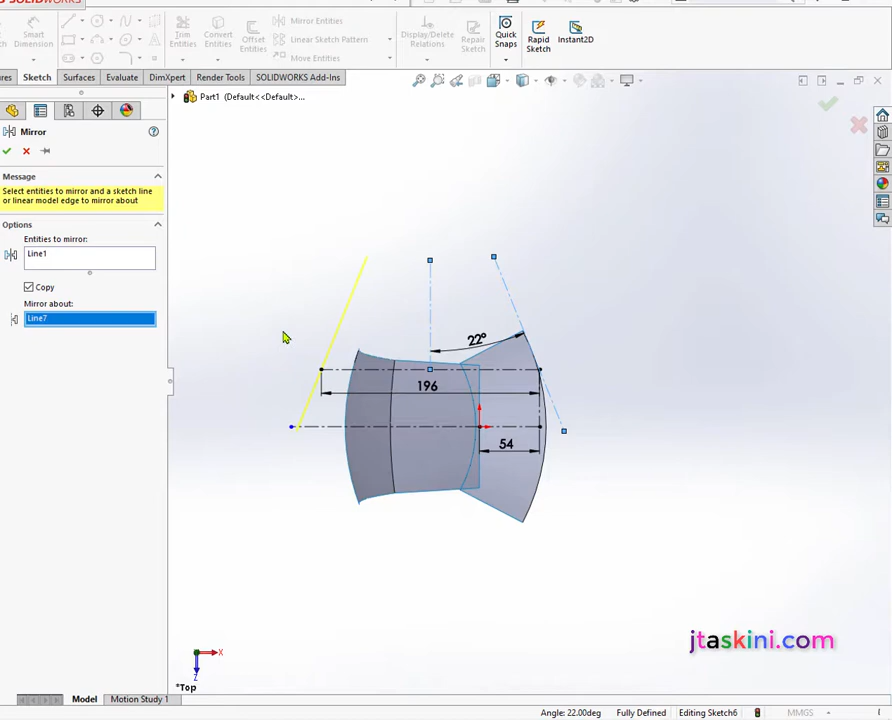 SOLIDWORKS
Smart Dimension
Trim Entities
Convert Entities
Offset Entities
Mirror Entities
Linear Sketch Pattern
Move Entities
Display/Delete Relations
Repair Sketch
Quick Snaps
Rapid Sketch
Instant2D
Sketch
Surfaces
Evaluate
DimXpert
Render Tools
SOLIDWORKS Add-Ins
Part1 (Default<<Default>...
Mirror
Message
Select entities to mirror and a sketch line
or linear model edge to mirror about
Options
Entities to mirror:
Line1
Copy
Mirror about:
Line7
22°
196
54
jtaskini.com
X
Z
*Top
Model
Motion Study 1
Angle: 22.00deg
Fully Defined
Editing Sketch6
MMGS